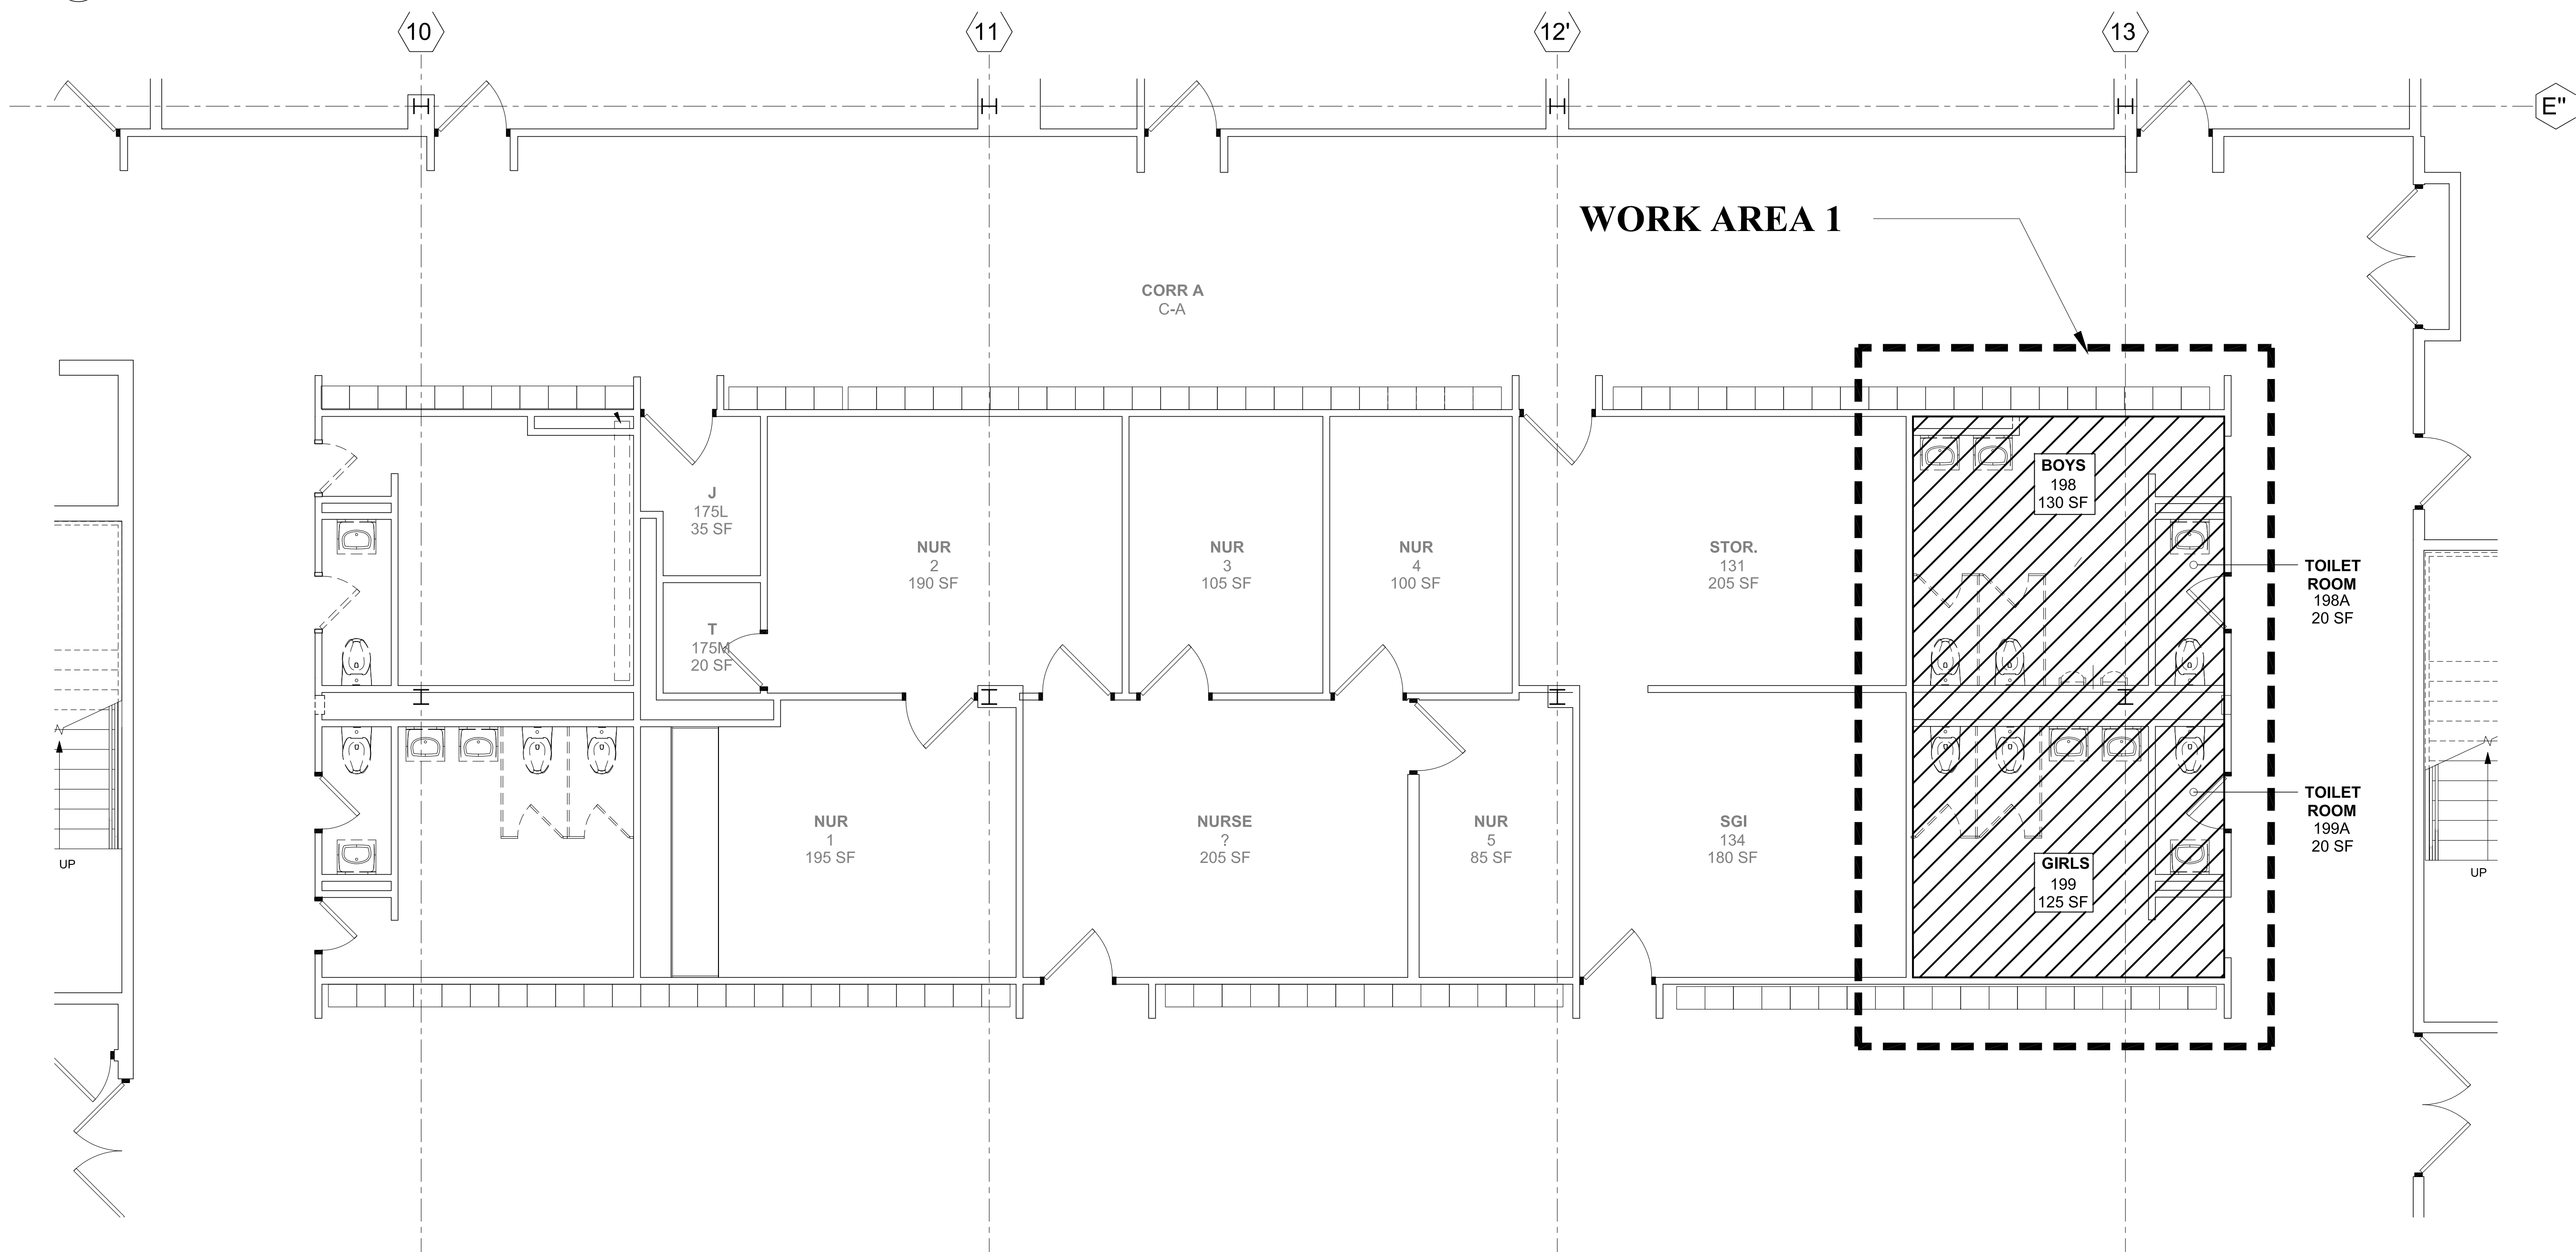 10
11
12'
13
E"
WORK AREA 1
CORR A
C-A
BOYS
198
130 SF
J
175L
35 SF
NUR
2
190 SF
NUR
3
105 SF
NUR
4
100 SF
STOR.
131
205 SF
TOILET
ROOM
198A
20 SF
T
175M
20 SF
NUR
1
195 SF
NURSE
?
205 SF
NUR
5
85 SF
SGI
134
180 SF
TOILET
ROOM
199A
20 SF
GIRLS
199
125 SF
UP
UP